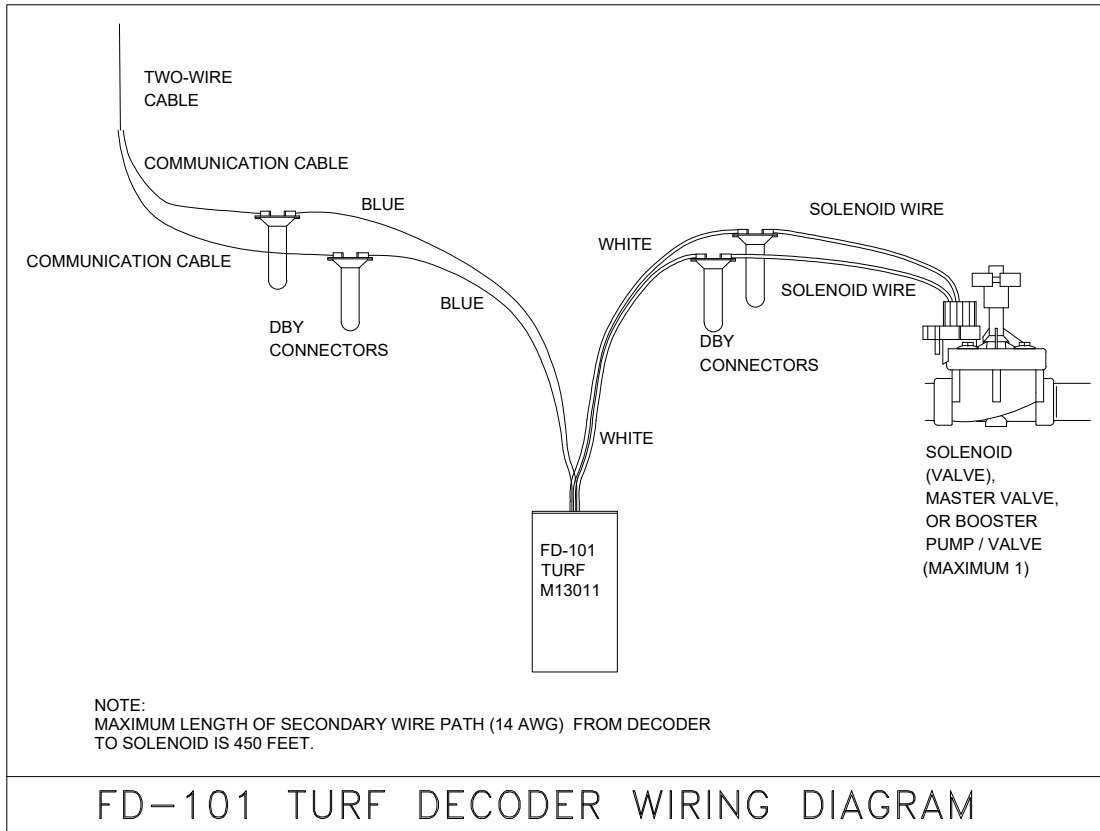 TWO-WIRE
CABLE
COMMUNICATION CABLE
BLUE
COMMUNICATION CABLE
BLUE
DBY
CONNECTORS
SOLENOID WIRE
WHITE
SOLENOID WIRE
DBY
CONNECTORS
WHITE
SOLENOID
(VALVE),
MASTER VALVE,
OR BOOSTER
PUMP / VALVE
(MAXIMUM 1)
FD-101
TURF
M13011
NOTE:
MAXIMUM LENGTH OF SECONDARY WIRE PATH (14 AWG) FROM DECODER
TO SOLENOID IS 450 FEET.
FD-101 TURF DECODER WIRING DIAGRAM